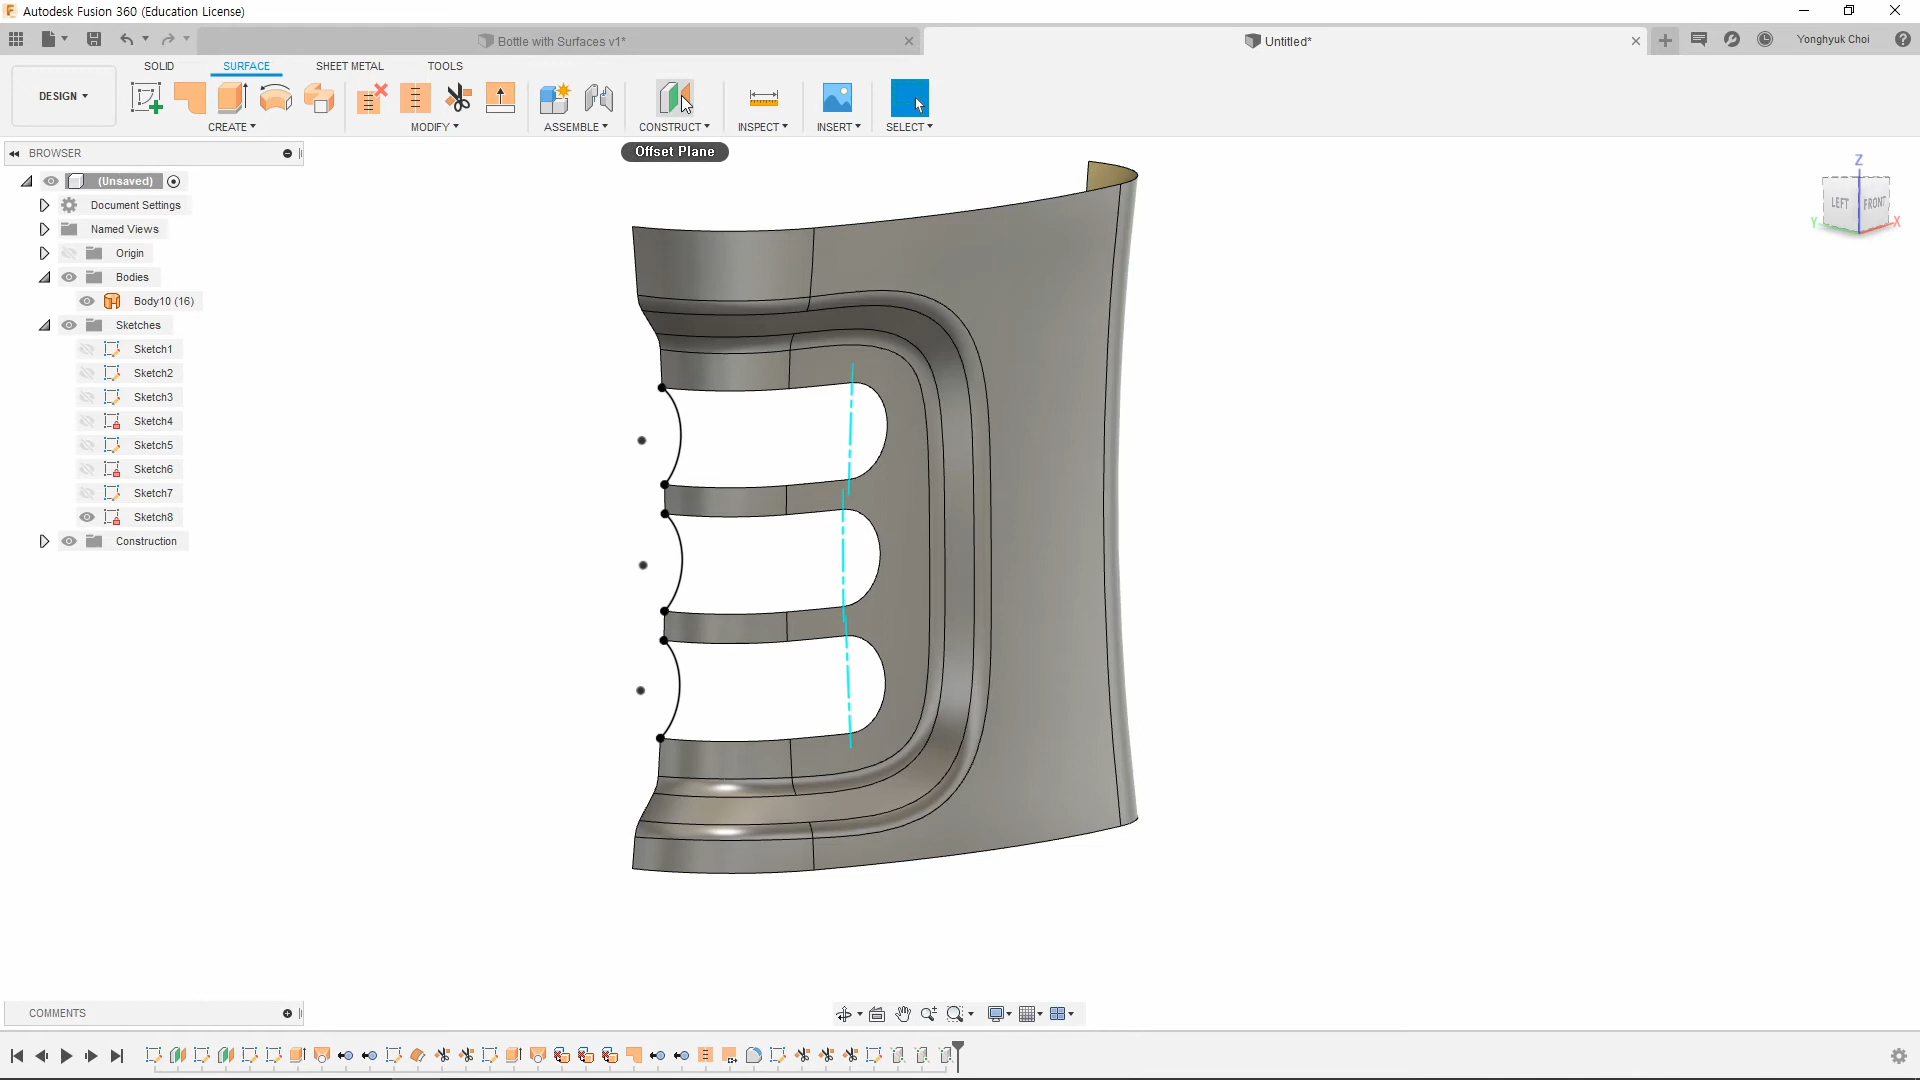 Autodesk Fusion 360 (Education License)
Bottle with Surfaces v1*
Untitled*
Yonghyuk Choi
SOLID
SURFACE
SHEET METAL
TOOLS
DESIGN
CREATE
MODIFY
ASSEMBLE
CONSTRUCT
INSPECT
INSERT
SELECT
Offset Plane
BROWSER
(Unsaved)
Document Settings
Named Views
Origin
Bodies
Body10 (16)
Sketches
Sketch1
Sketch2
Sketch3
Sketch4
Sketch5
Sketch6
Sketch7
Sketch8
Construction
Z
LEFT
FRONT
Y
X
COMMENTS